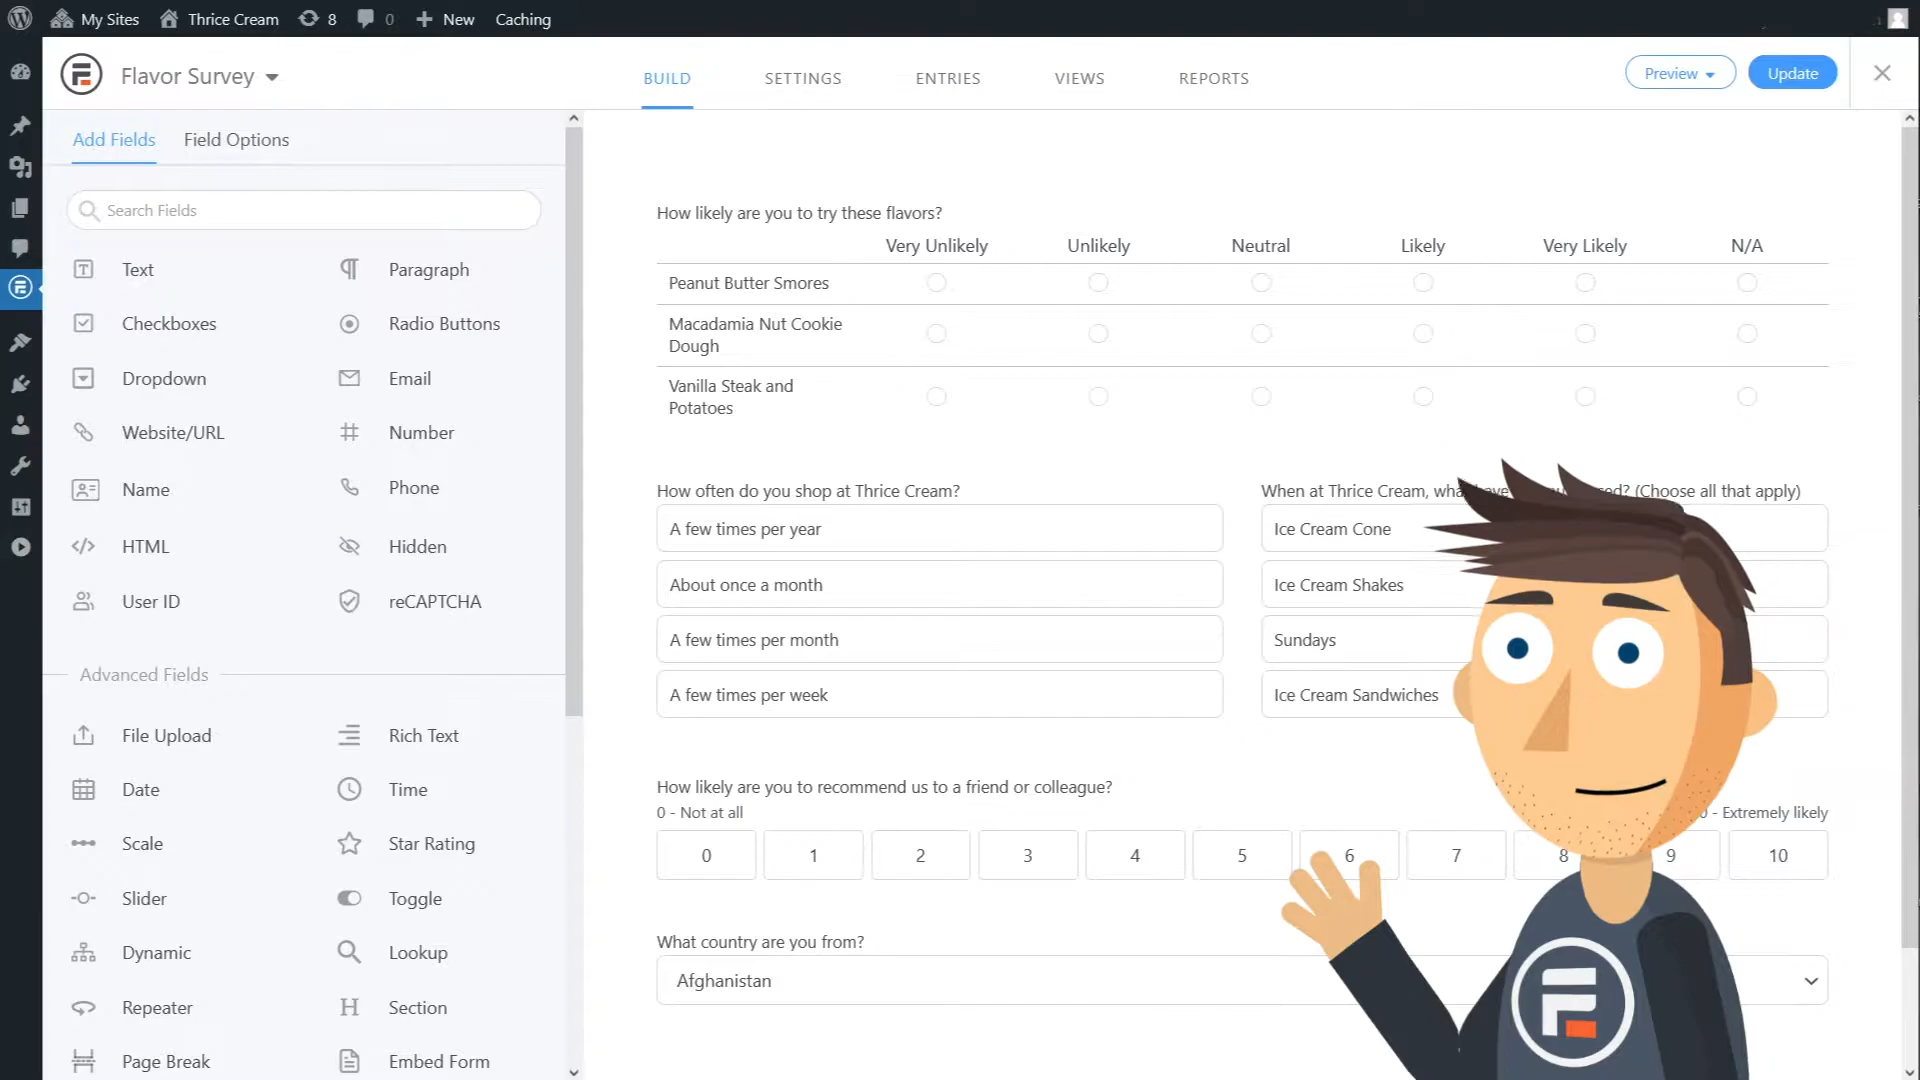 My Sites Thrice Cream 8 0 New Caching
Flavor Survey
BUILD SETTINGS ENTRIES VIEWS REPORTS
Preview Update
Add Fields Field Options
Search Fields
Text Paragraph
Checkboxes Radio Buttons
Dropdown Email
Website/URL Number
Name Phone
HTML Hidden
User ID reCAPTCHA
Advanced Fields
File Upload Rich Text
Date Time
Scale Star Rating
Slider Toggle
Dynamic Lookup
Repeater Section
Page Break Embed Form
How likely are you to try these flavors?
Very Unlikely Unlikely Neutral Likely Very Likely N/A
Peanut Butter Smores
Macadamia Nut Cookie
Dough
Vanilla Steak and
Potatoes
How often do you shop at Thrice Cream?
A few times per year
About once a month
A few times per month
A few times per week
When at Thrice Cream, (Choose all that apply)
Ice Cream Cone
Ice Cream Shakes
Sundays
Ice Cream Sandwiches
How likely are you to recommend us to a friend or colleague?
0 - Not at all - Extremely likely
0 1 2 3 4 5 6 7 8 9 10
What country are you from?
Afghanistan